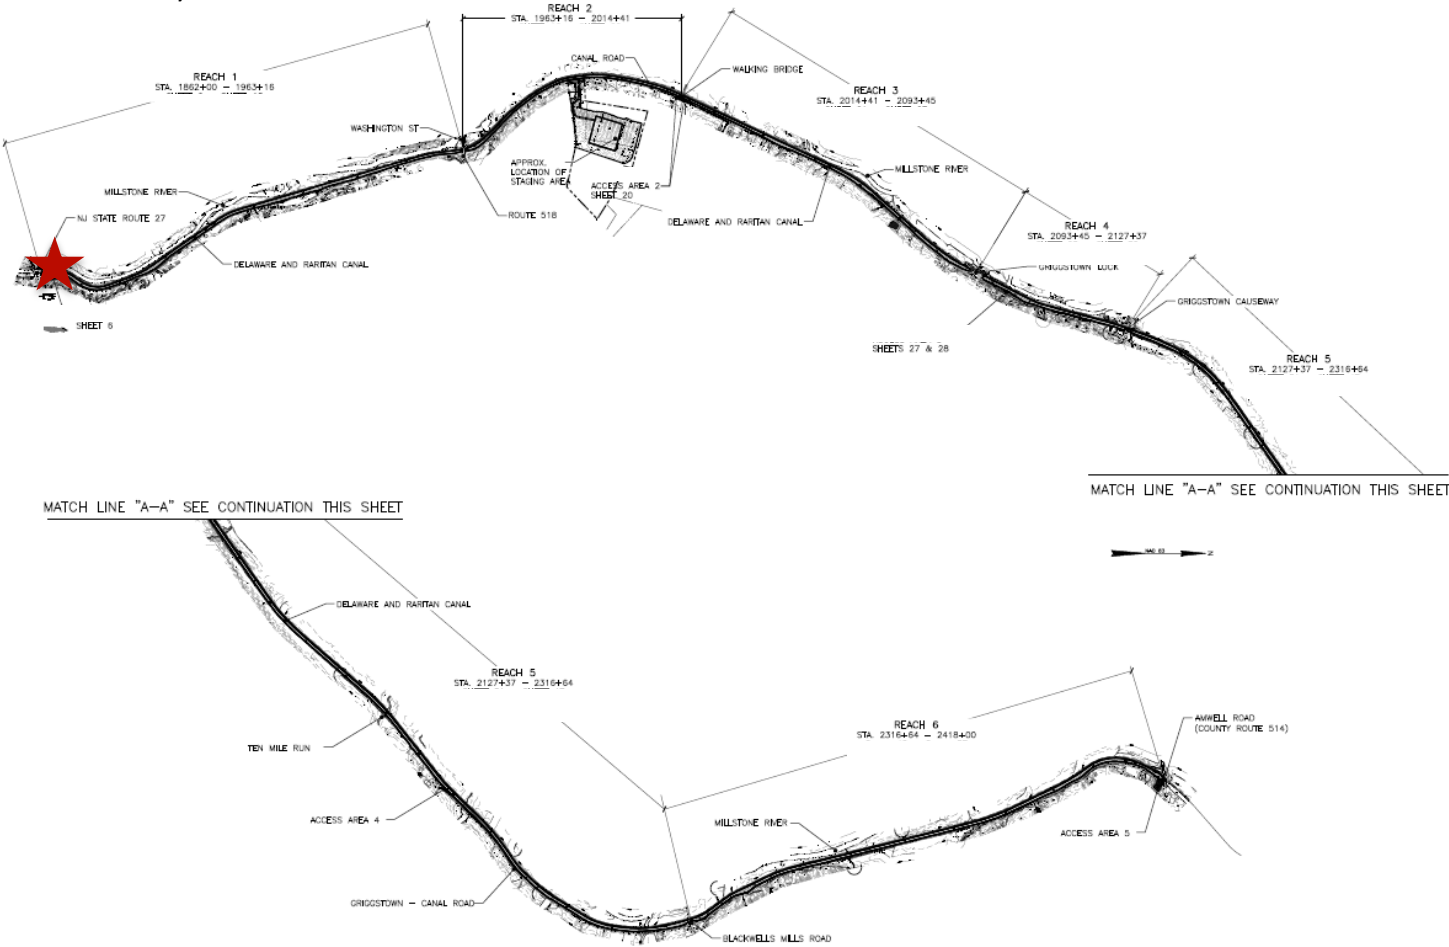 REACH 2
STA. 1963+16 - 2014+41
REACH 1
STA. 1862+00 - 1963+16
CANAL ROAD
WALKING BRIDGE
REACH 3
STA. 2014+41 - 2093+45
WASHINGTON ST
APPROX.
LOCATION OF
STAGING AREA
ACCESS AREA 2
SHEET 20
MILLSTONE RIVER
MILLSTONE RIVER
NJ STATE ROUTE 27
ROUTE 518
DELAWARE AND RARITAN CANAL
REACH 4
STA. 2093+45 - 2127+37
DELAWARE AND RARITAN CANAL
GRIGGSTOWN LOCK
GRIGGSTOWN CAUSEWAY
SHEET 6
SHEETS 27 & 28
REACH 5
STA. 2127+37 - 2316+64
MATCH LINE "A-A" SEE CONTINUATION THIS SHEET
MATCH LINE "A-A" SEE CONTINUATION THIS SHEET
NAD 83
Z
DELAWARE AND RARITAN CANAL
REACH 5
STA. 2127+37 - 2316+64
TEN MILE RUN
REACH 6
STA. 2316+64 - 2418+00
AMWELL ROAD
(COUNTY ROUTE 514)
ACCESS AREA 4
MILLSTONE RIVER
ACCESS AREA 5
GRIGGSTOWN - CANAL ROAD
BLACKWELLS MILLS ROAD